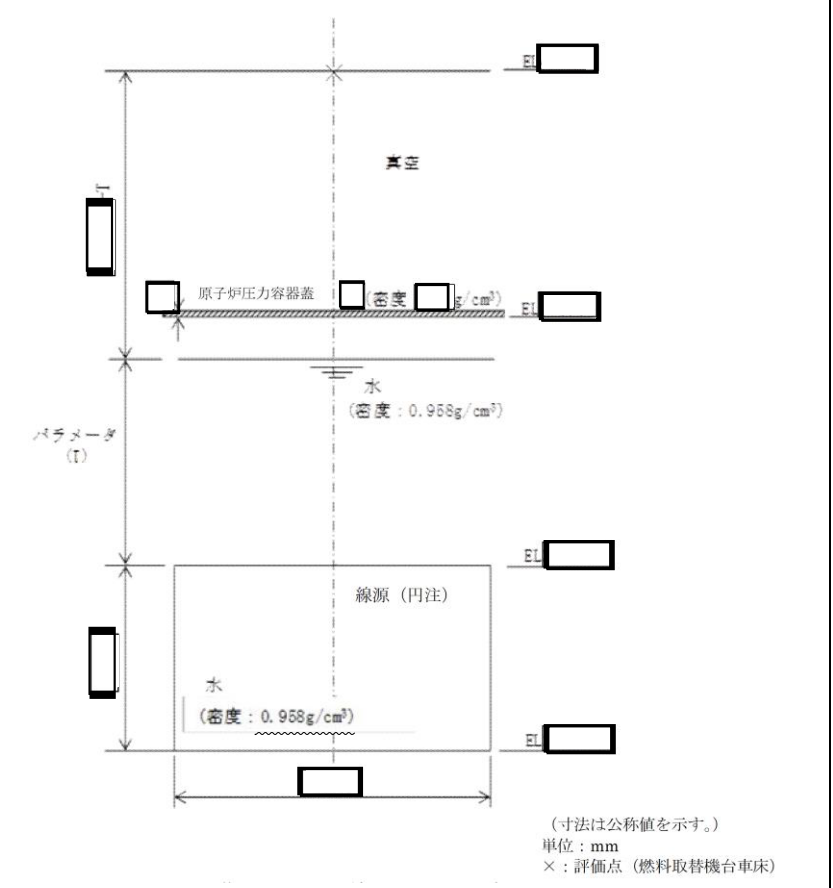 EL
真空
-T
原子炉圧力容器蓋
(密度 g/cm³)
EL
水
(密度：0.958g/cm³)
パラメータ
(T)
EL
線源（円注）
水
(密度：0.958g/cm³)
EL
（寸法は公称値を示す。）
単位：mm
×：評価点（燃料取替機台車床）